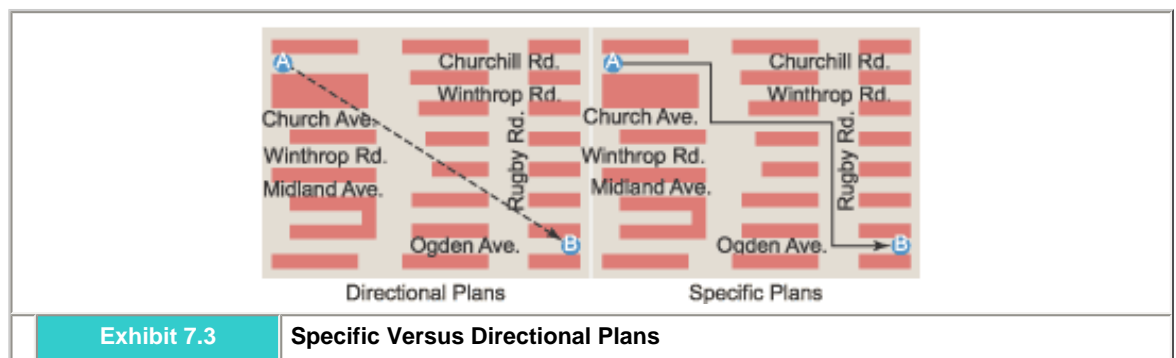 A
Churchill Rd.
Winthrop Rd.
Church Ave.
Rugby Rd.
Winthrop Rd.
Midland Ave.
Ogden Ave.
B
Directional Plans
A
Churchill Rd.
Winthrop Rd.
Church Ave.
Rugby Rd.
Winthrop Rd.
Midland Ave.
Ogden Ave.
B
Specific Plans
Exhibit 7.3
Specific Versus Directional Plans